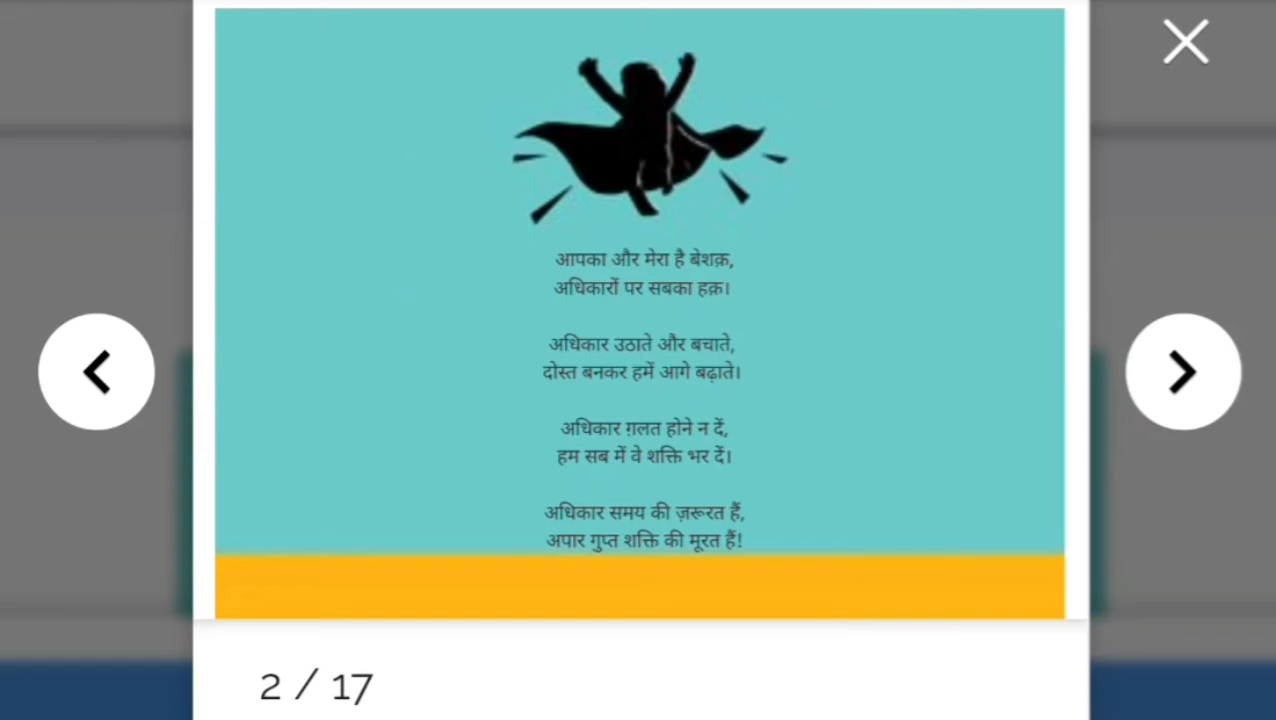 आपका और मेरा है बेशक़,
अधिकारों पर सबका हक़।
अधिकार उठाते और बचाते,
दोस्त बनकर हमें आगे बढ़ाते।
अधिकार ग़लत होने न दें,
हम सब में वे शक्ति भर दें।
अधिकार समय की ज़रूरत हैं,
अपार गुप्त शक्ति की मूरत हैं!
2 / 17